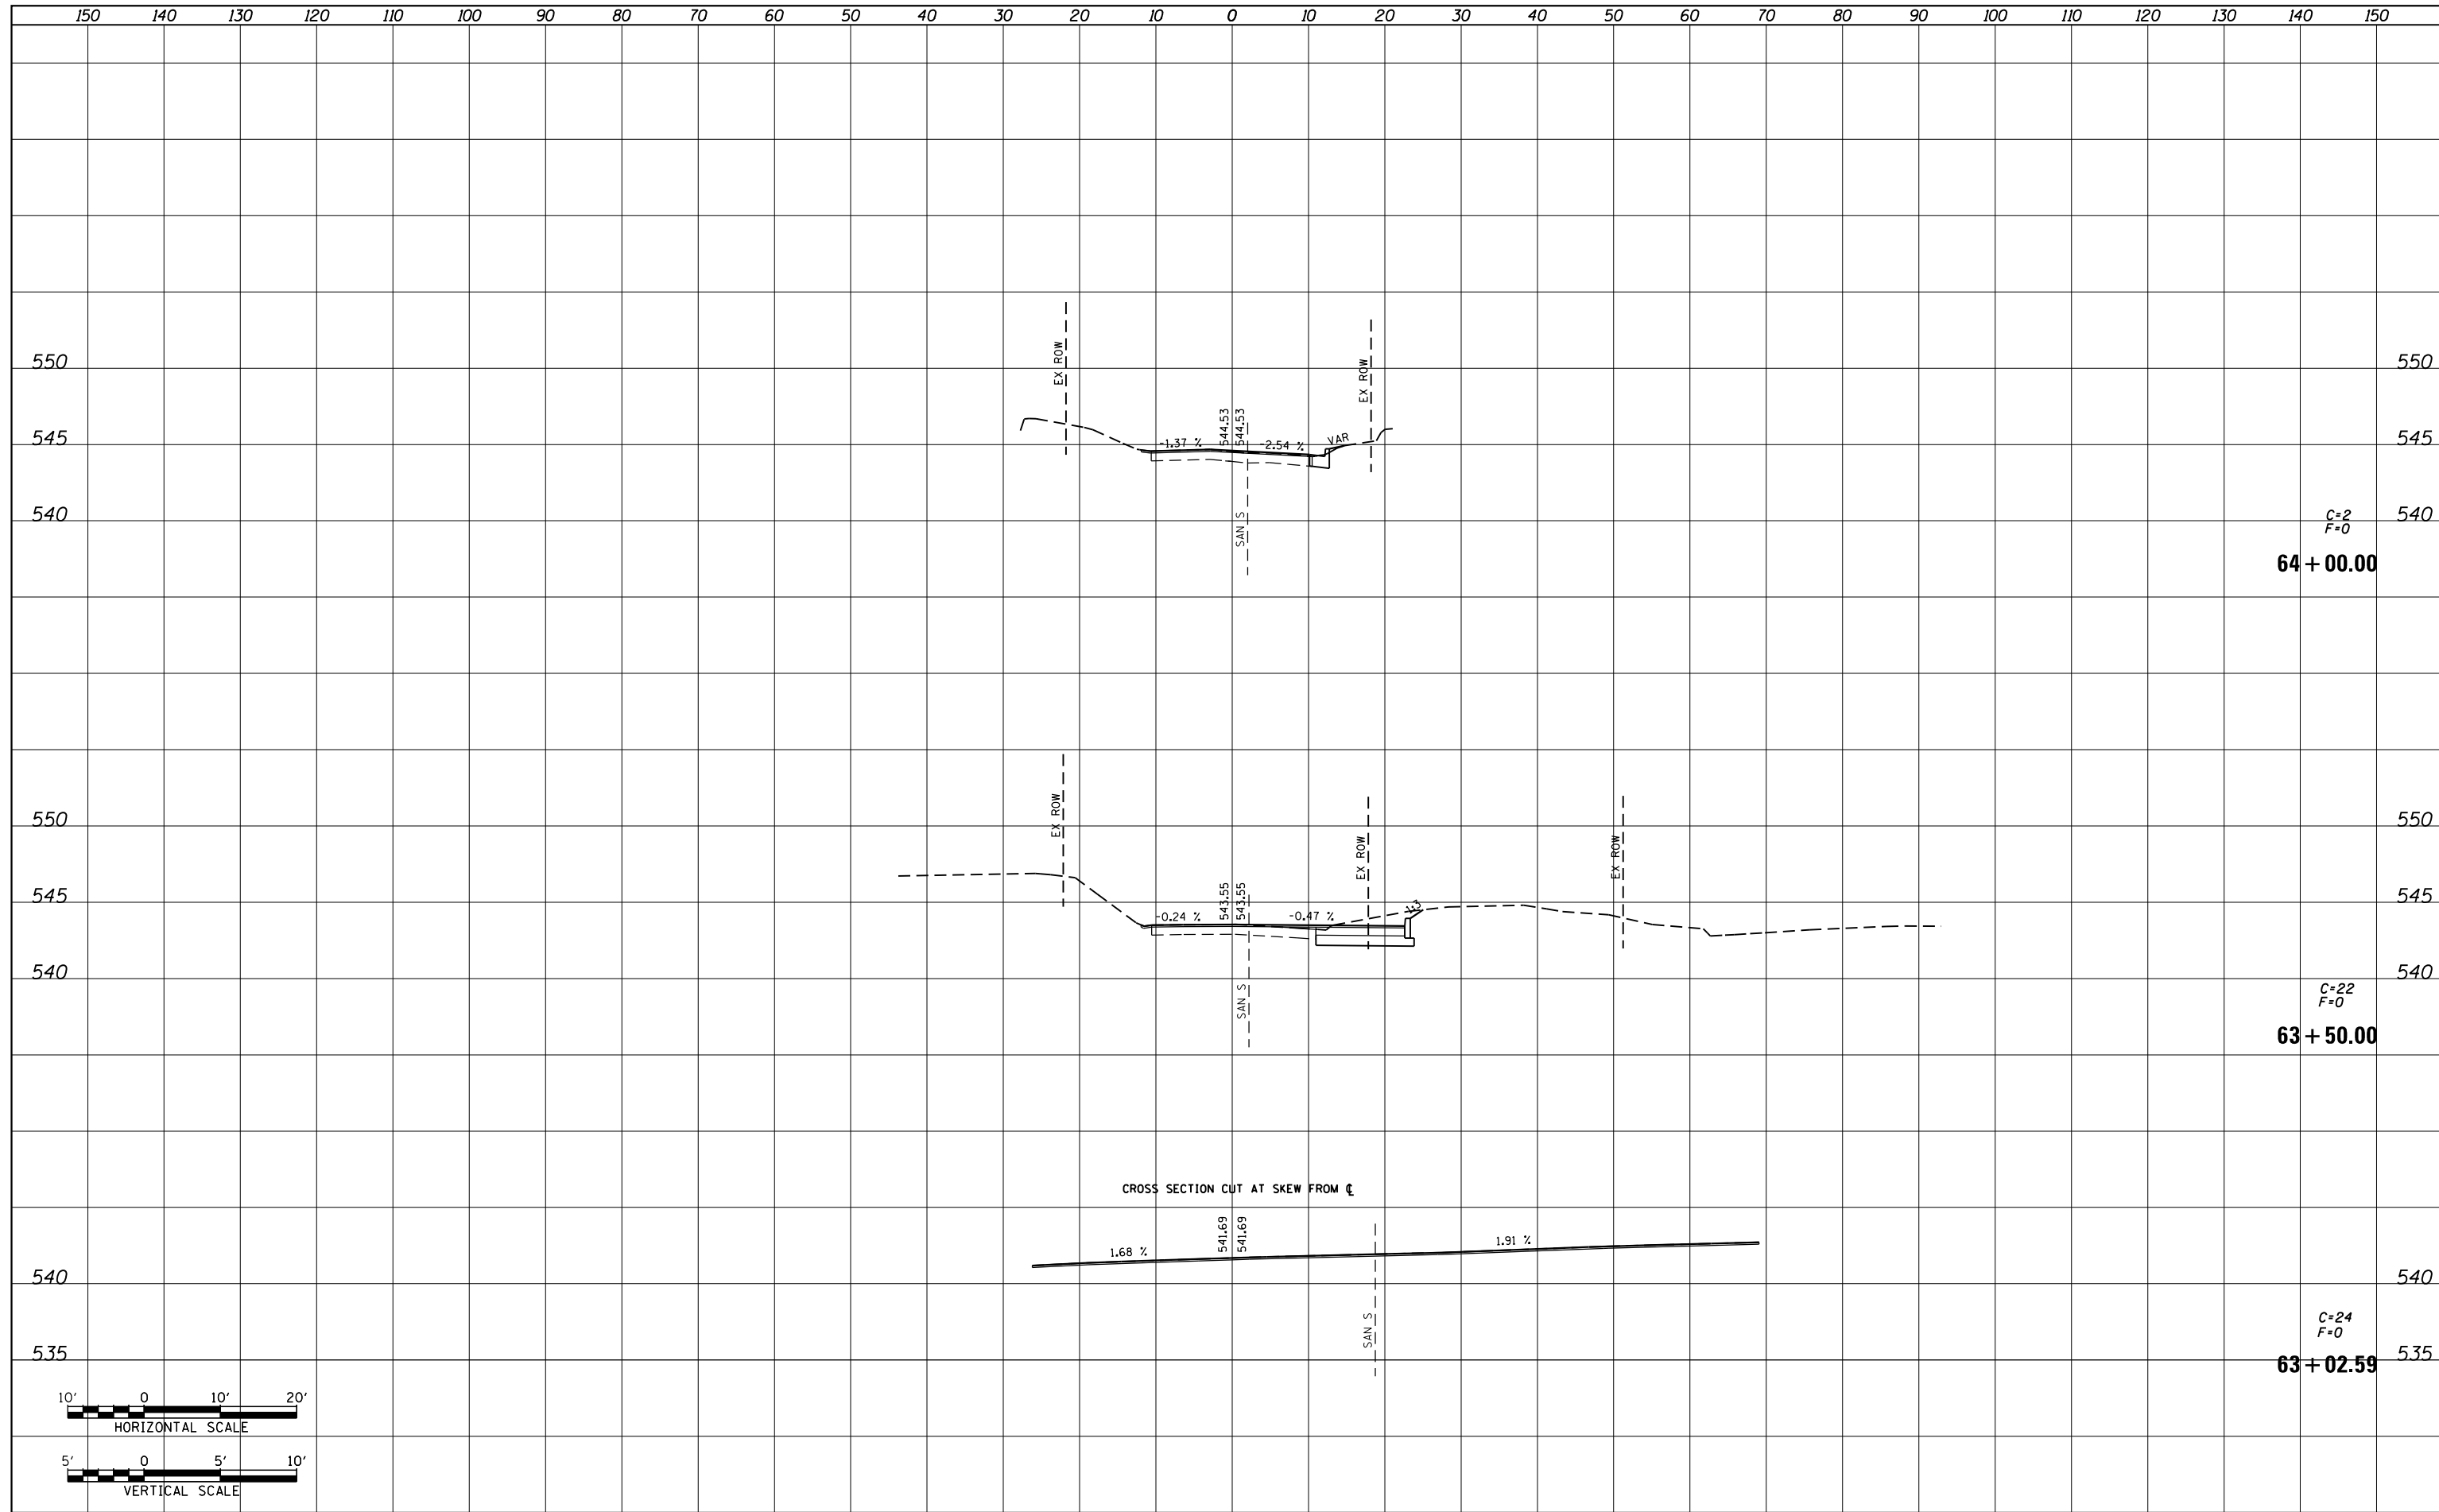 150 140 130 120 110 100 90 80 70 60 50 40 30 20 10 0 10 20 30 40 50 60 70 80 90 100 110 120 130 140 150
EX ROW
EX ROW
550 550
544.53
544.53
545 -1.37 % -2.54 % VAR 545
SAN S
540 540
C=2
F=0
64+00.00
EX ROW
EX ROW
EX ROW
550 550
543.55
543.55
545 -0.24 % -0.47 % 1:3 545
SAN S
540 540
C=22
F=0
63+50.00
CROSS SECTION CUT AT SKEW FROM ℄
541.69
541.69
1.68 % 1.91 %
540 540
SAN S
C=24
F=0
535 535
63+02.59
10' 0 10' 20'
HORIZONTAL SCALE
5' 0 5' 10'
VERTICAL SCALE